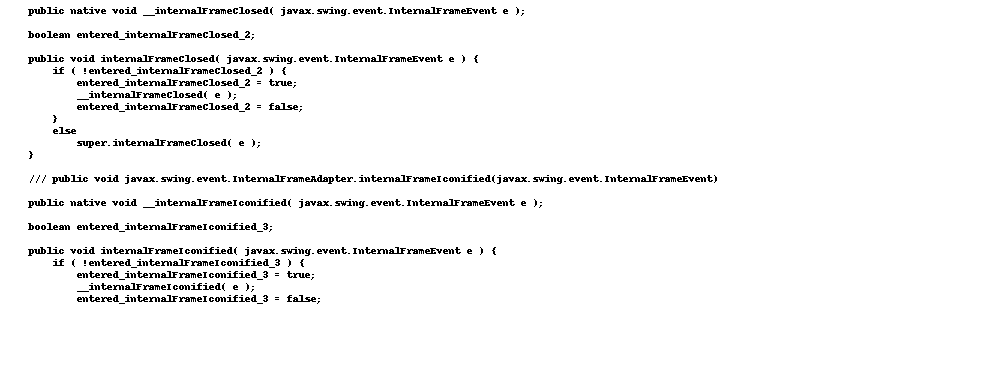 public native void __internalFrameClosed( javax.swing.event.InternalFrameEvent e );
boolean entered_internalFrameClosed_2;
public void internalFrameClosed( javax.swing.event.InternalFrameEvent e ) {
if ( !entered_internalFrameClosed_2 ) {
entered_internalFrameClosed_2 = true;
__internalFrameClosed( e );
entered_internalFrameClosed_2 = false;
}
else
super.internalFrameClosed( e );
}
/// public void javax.swing.event.InternalFrameAdapter.internalFrameIconified(javax.swing.event.InternalFrameEvent)
public native void __internalFrameIconified( javax.swing.event.InternalFrameEvent e );
boolean entered_internalFrameIconified_3;
public void internalFrameIconified( javax.swing.event.InternalFrameEvent e ) {
if ( !entered_internalFrameIconified_3 ) {
entered_internalFrameIconified_3 = true;
__internalFrameIconified( e );
entered_internalFrameIconified_3 = false;